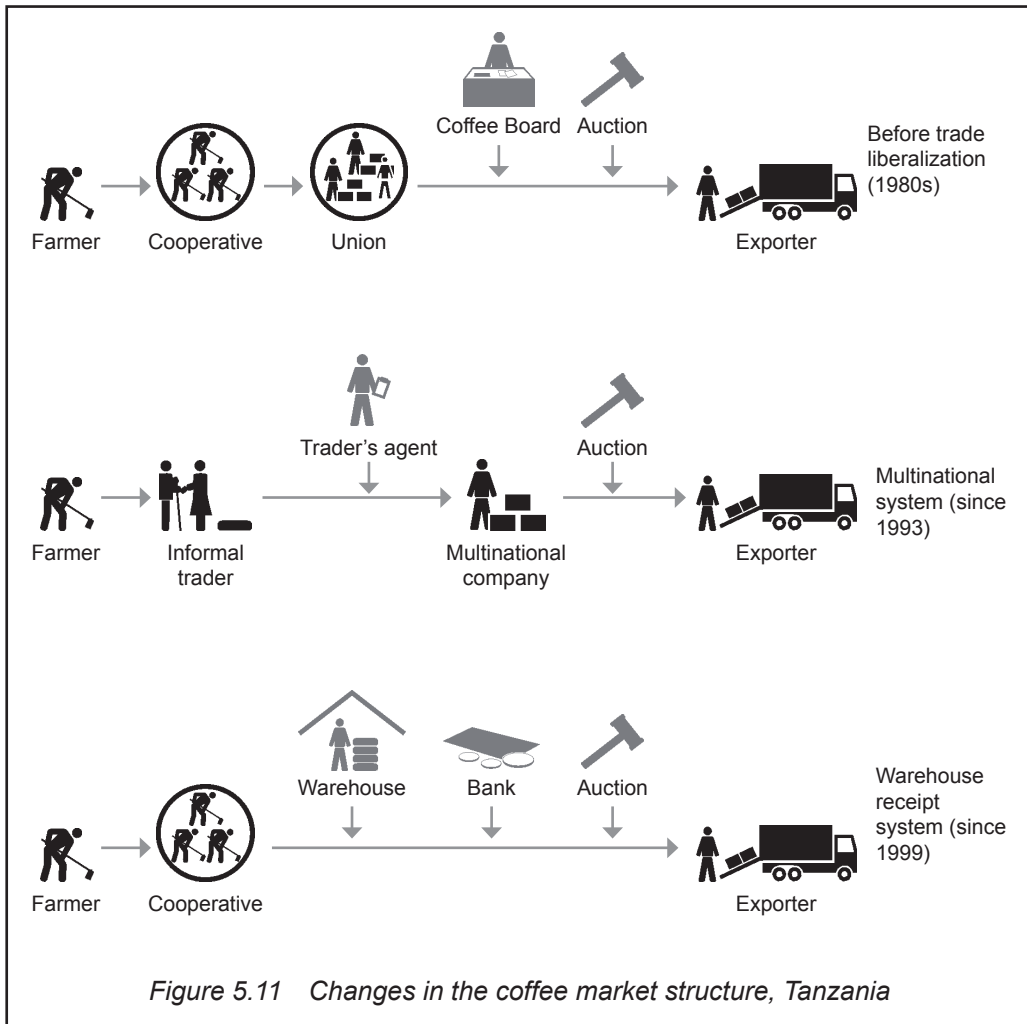 Coffee Board Auction
Before trade
liberalization
(1980s)
Farmer Cooperative Union Exporter
Trader's agent
Auction
Multinational
system (since
1993)
Farmer Informal
trader
Multinational
company
Exporter
Warehouse Bank Auction
Warehouse
receipt
system (since
1999)
Farmer Cooperative Exporter
Figure 5.11 Changes in the coffee market structure, Tanzania